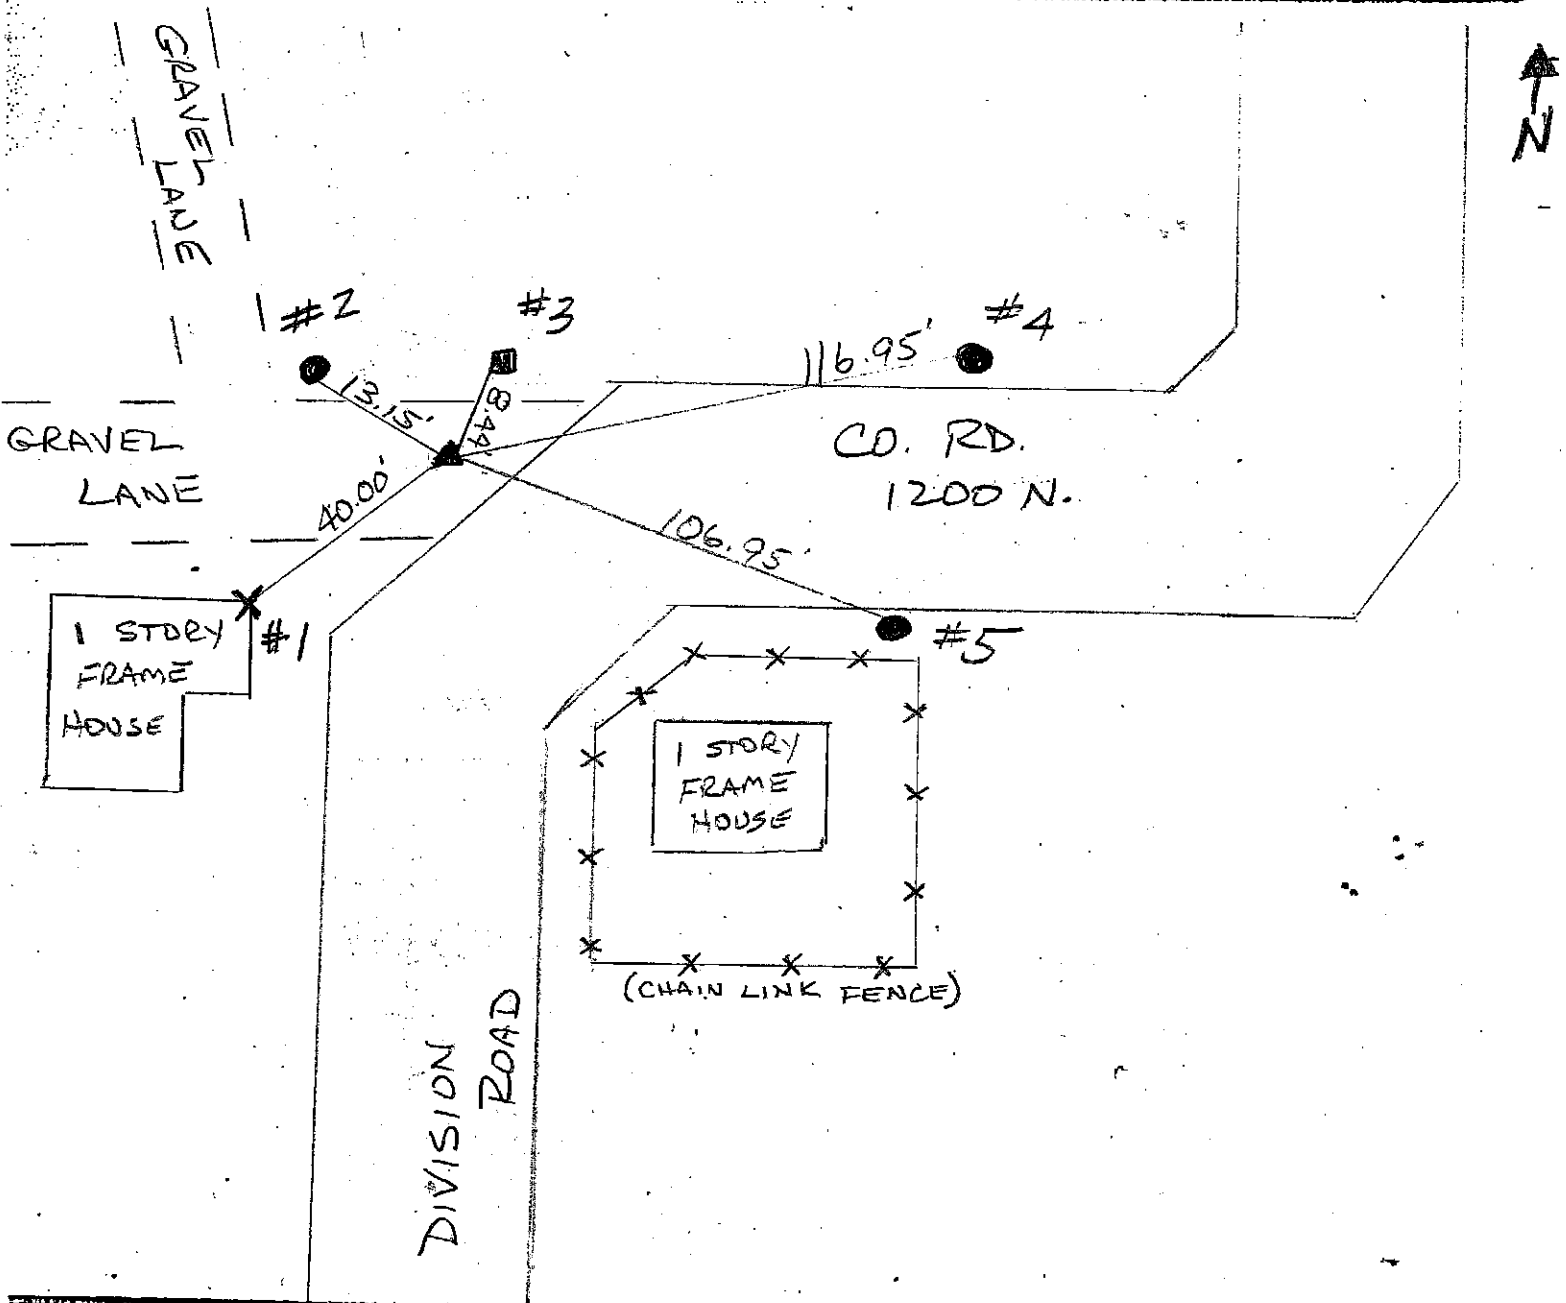 GRAVEL
LANE
N
#2
#3
#4
116.95'
13.15'
8.44'
GRAVEL
LANE
CO. RD.
1200 N.
40.00'
106.95'
#1
#5
1 STORY
FRAME
HOUSE
1 STORY
FRAME
HOUSE
(CHAIN LINK FENCE)
DIVISION
ROAD